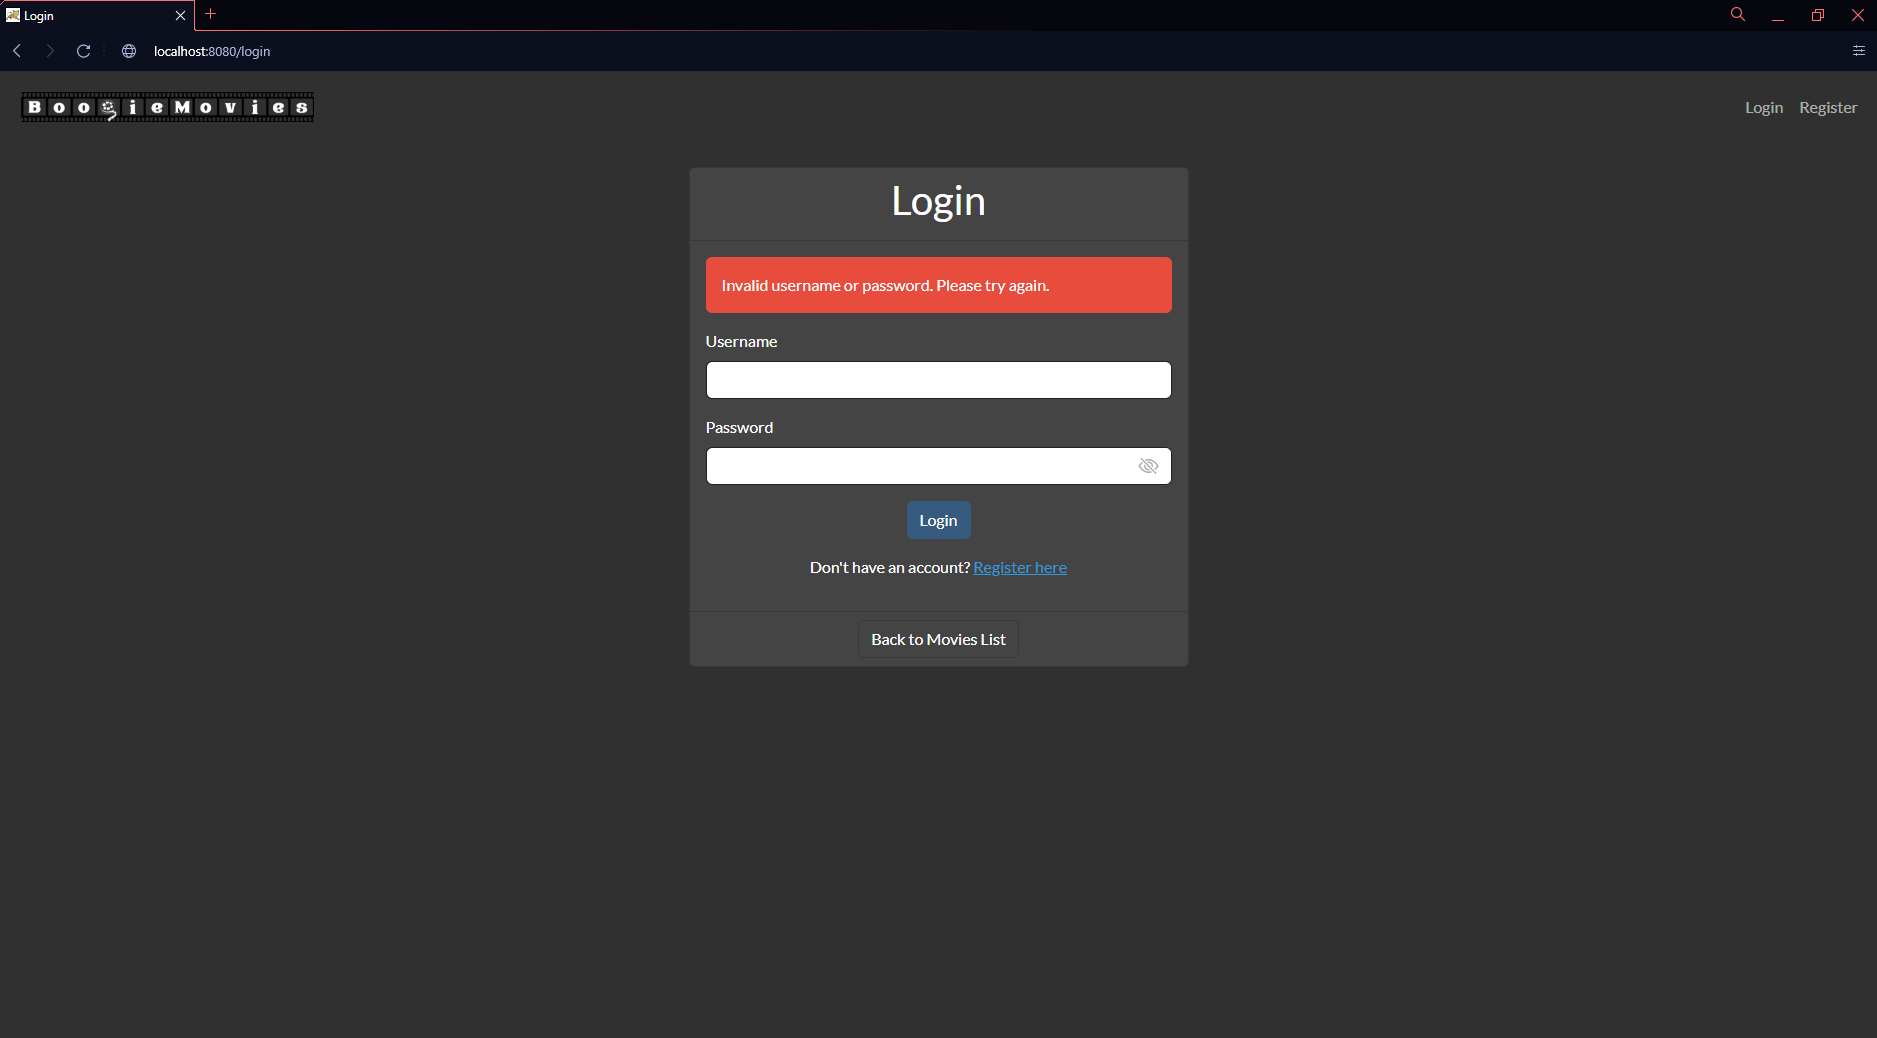 Login
localhost:8080/login
BoogieMovies
Login Register
Login
Invalid username or password. Please try again.
Username
Password
Login
Don't have an account? Register here
Back to Movies List